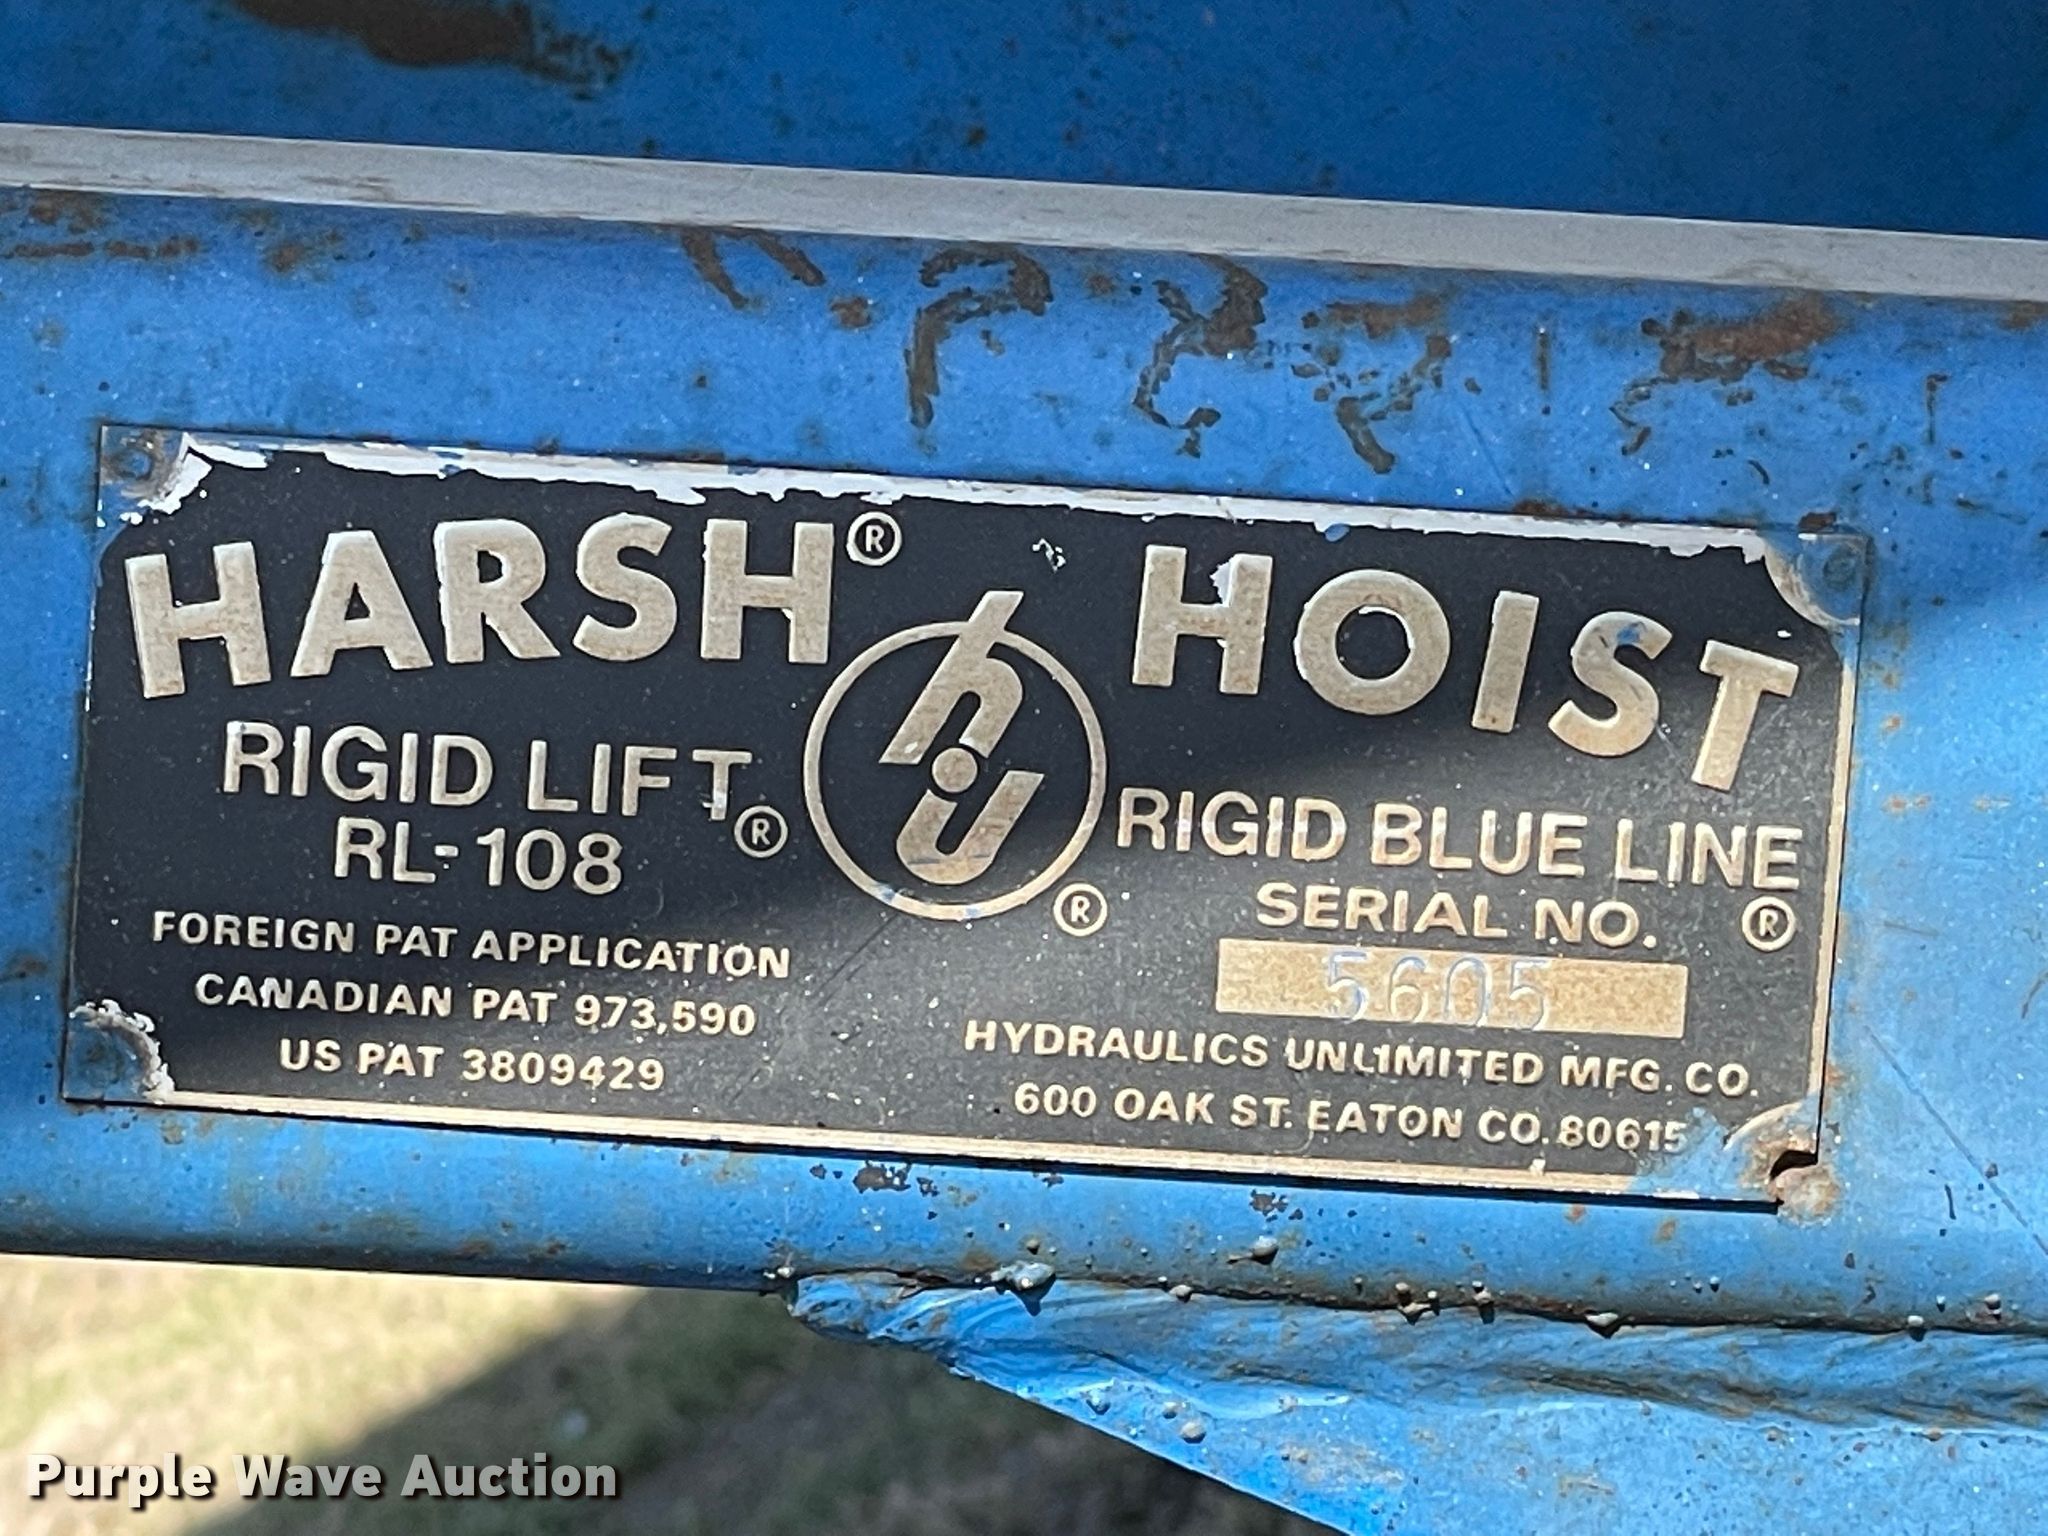 HARSH® HOIST
hu
RIGID LIFT®
RL-108
RIGID BLUE LINE®
SERIAL NO.
5605
FOREIGN PAT APPLICATION
CANADIAN PAT 973,590
US PAT 3809429
HYDRAULICS UNLIMITED MFG. CO.
600 OAK ST. EATON CO. 80615
Purple Wave Auction